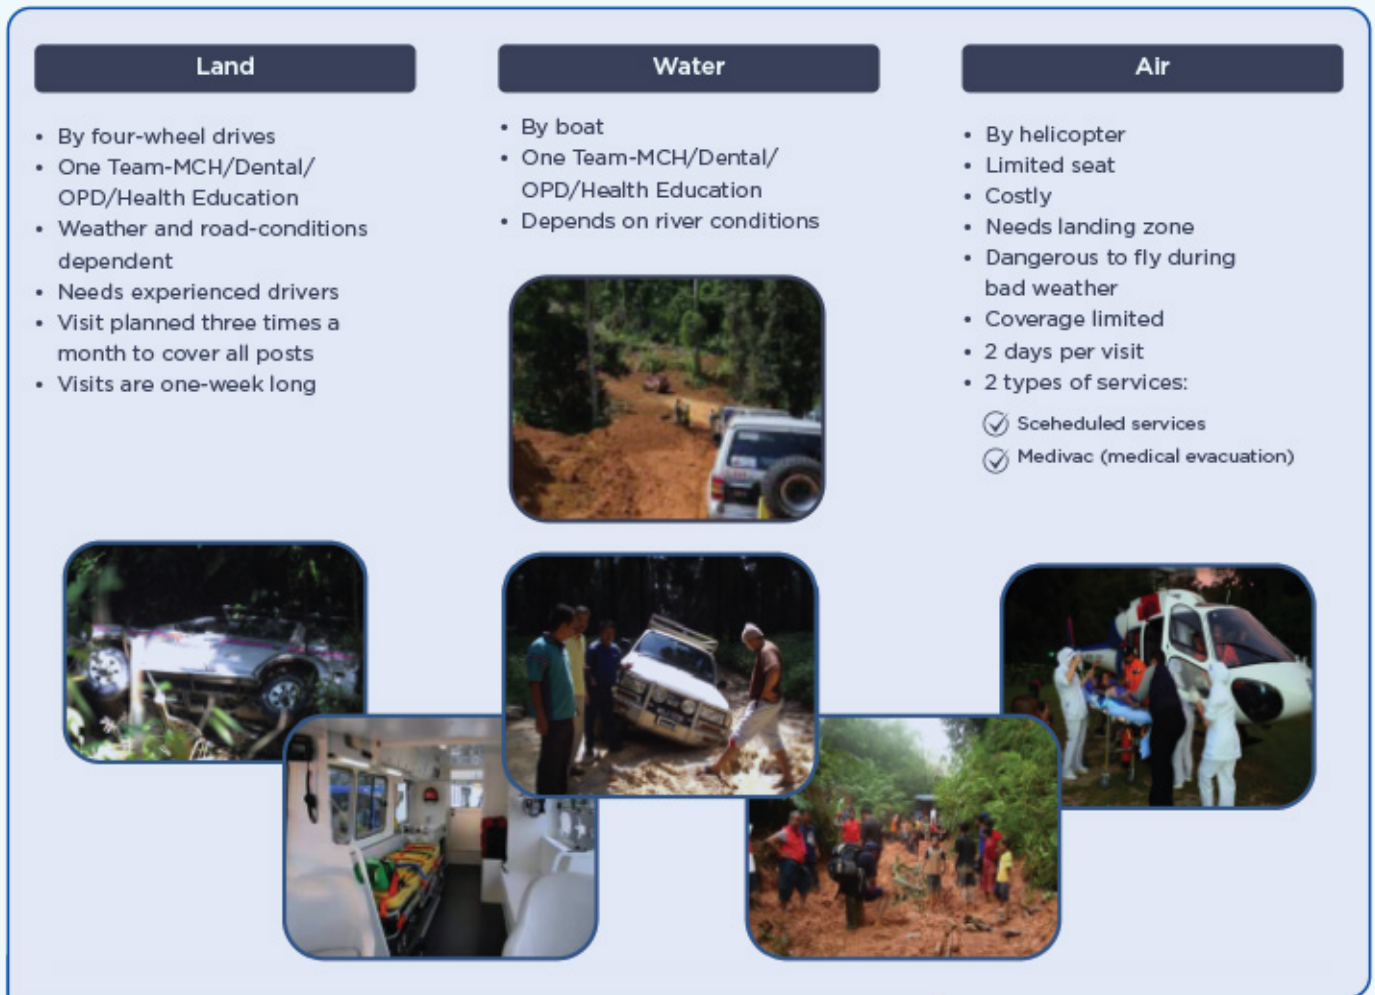 Land
• By four-wheel drives
• One Team-MCH/Dental/
OPD/Health Education
• Weather and road-conditions
dependent
• Needs experienced drivers
• Visit planned three times a
month to cover all posts
• Visits are one-week long
Water
• By boat
• One Team-MCH/Dental/
OPD/Health Education
• Depends on river conditions
Air
• By helicopter
• Limited seat
• Costly
• Needs landing zone
• Dangerous to fly during
bad weather
• Coverage limited
• 2 days per visit
• 2 types of services:
Sceheduled services
Medivac (medical evacuation)